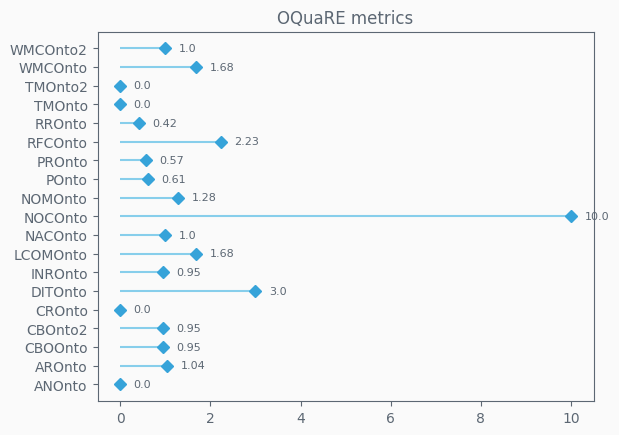 OQuaRE metrics
WMCOnto2 1.0
WMCOnto 1.68
TMOnto2 0.0
TMOnto 0.0
RROnto 0.42
RFCOnto 2.23
PROnto 0.57
POnto 0.61
NOMOnto 1.28
NOCOnto 10.0
NACOnto 1.0
LCOMOnto 1.68
INROnto 0.95
DITOnto 3.0
CROnto 0.0
CBOnto2 0.95
CBOOnto 0.95
AROnto 1.04
ANOnto 0.0
0 2 4 6 8 10